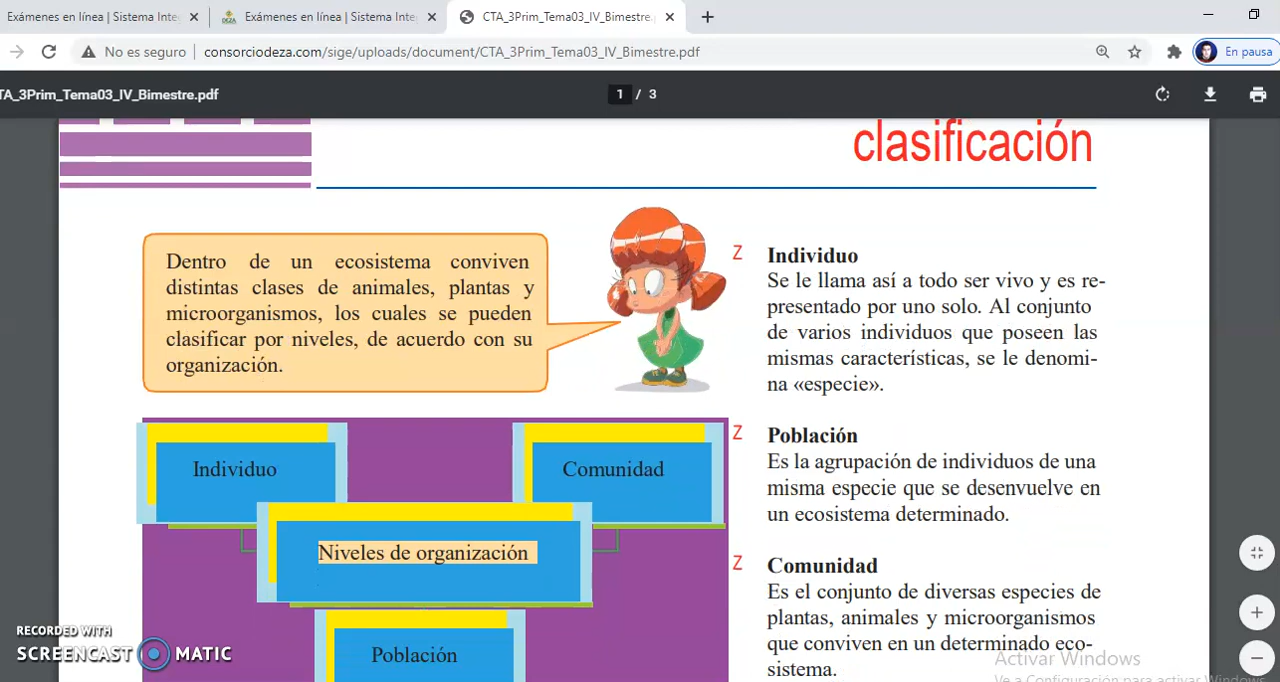 Exámenes en línea | Sistema Inte
Exámenes en línea | Sistema Inte
CTA_3Prim_Tema03_IV_Bimestre.
No es seguro
consorciodeza.com/sige/uploads/document/CTA_3Prim_Tema03_IV_Bimestre.pdf
En pausa
TA_3Prim_Tema03_IV_Bimestre.pdf
1 / 3
clasificación
Dentro de un ecosistema conviven
distintas clases de animales, plantas y
microorganismos, los cuales se pueden
clasificar por niveles, de acuerdo con su
organización.
Individuo
Comunidad
Niveles de organización
Población
Z Individuo
Se le llama así a todo ser vivo y es re-
presentado por uno solo. Al conjunto
de varios individuos que poseen las
mismas características, se le denomi-
na «especie».
Z Población
Es la agrupación de individuos de una
misma especie que se desenvuelve en
un ecosistema determinado.
Z Comunidad
Es el conjunto de diversas especies de
plantas, animales y microorganismos
que conviven en un determinado eco-
sistema.
RECORDED WITH
SCREENCAST MATIC
Activar Windows
Ve a Configuración para activar Windows